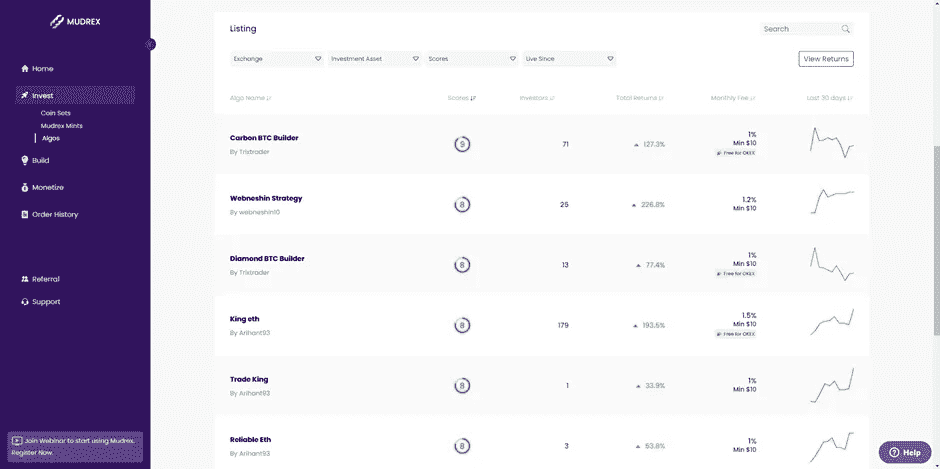 MUDREX
Home
Invest
Coin Sets
Mudrex Mints
Algos
Build
Monetize
Order History
Referral
Support
Join Webinar to start using Mudrex.
Register Now.
Listing
Search
Exchange Investment Asset Scores Live Since
View Returns
Algo Name Scores Investors Total Returns Monthly Fee Last 30 days
Carbon BTC Builder
By Trixtrader
9 71 127.3%
1%
Min $10
Free for OKEX
Webneshin Strategy
By webneshin10
8 25 226.8%
1.2%
Min $10
Diamond BTC Builder
By Trixtrader
8 13 77.4%
1%
Min $10
Free for OKEX
King eth
By Arihant93
8 179 193.5%
1.5%
Min $10
Free for OKEX
Trade King
By Arihant93
8 1 33.9%
1%
Min $10
Reliable Eth
By Arihant93
8 3 53.8%
1%
Min $10
Help